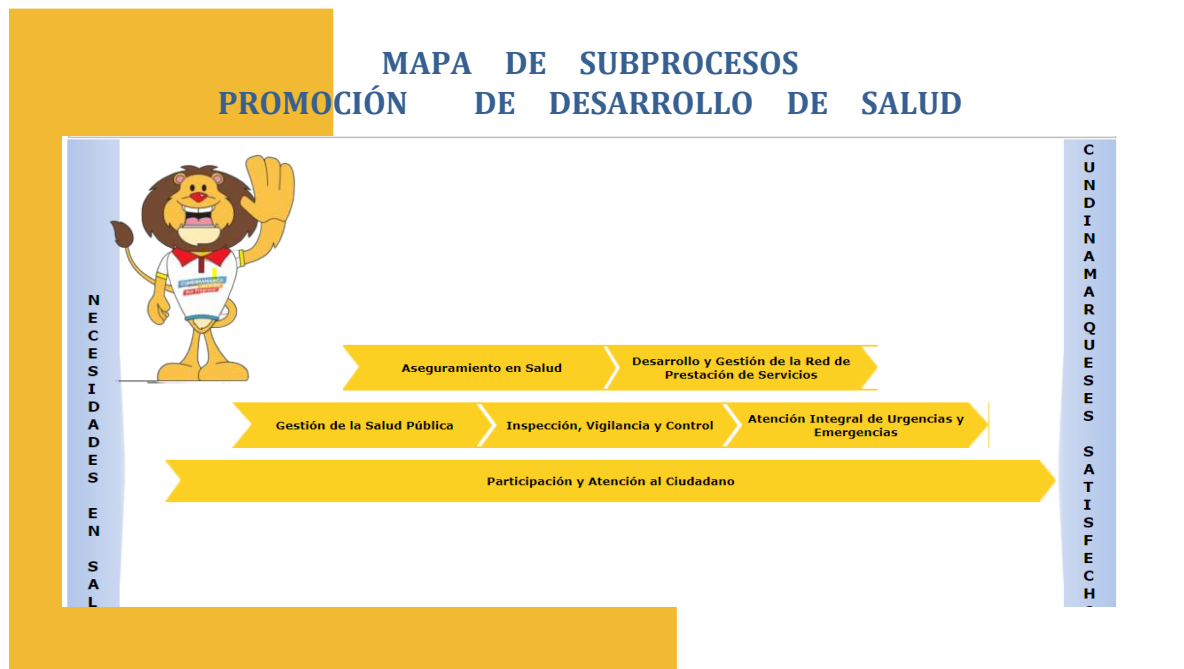 MAPA DE SUBPROCESOS
PROMOCIÓN DE DESARROLLO DE SALUD
NECESIDADES EN SAL
Aseguramiento en Salud
Desarrollo y Gestión de la Red de
Prestación de Servicios
Gestión de la Salud Pública
Inspección, Vigilancia y Control
Atención Integral de Urgencias y
Emergencias
Participación y Atención al Ciudadano
CUNDINAMARQUESES SATISFECH